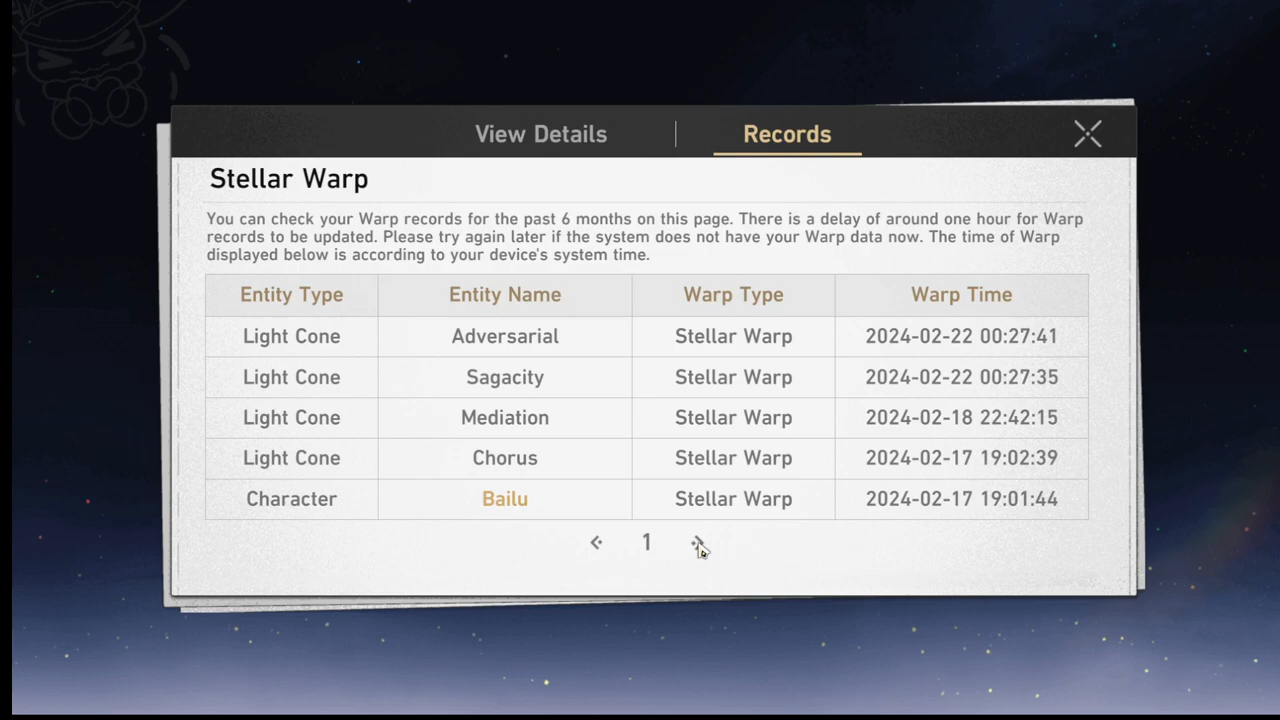 View Details
Records
Stellar Warp
You can check your Warp records for the past 6 months on this page. There is a delay of around one hour for Warp
records to be updated. Please try again later if the system does not have your Warp data now. The time of Warp
displayed below is according to your device's system time.
Entity Type Entity Name Warp Type Warp Time
Light Cone Adversarial Stellar Warp 2024-02-22 00:27:41
Light Cone Sagacity Stellar Warp 2024-02-22 00:27:35
Light Cone Mediation Stellar Warp 2024-02-18 22:42:15
Light Cone Chorus Stellar Warp 2024-02-17 19:02:39
Character Bailu Stellar Warp 2024-02-17 19:01:44
1